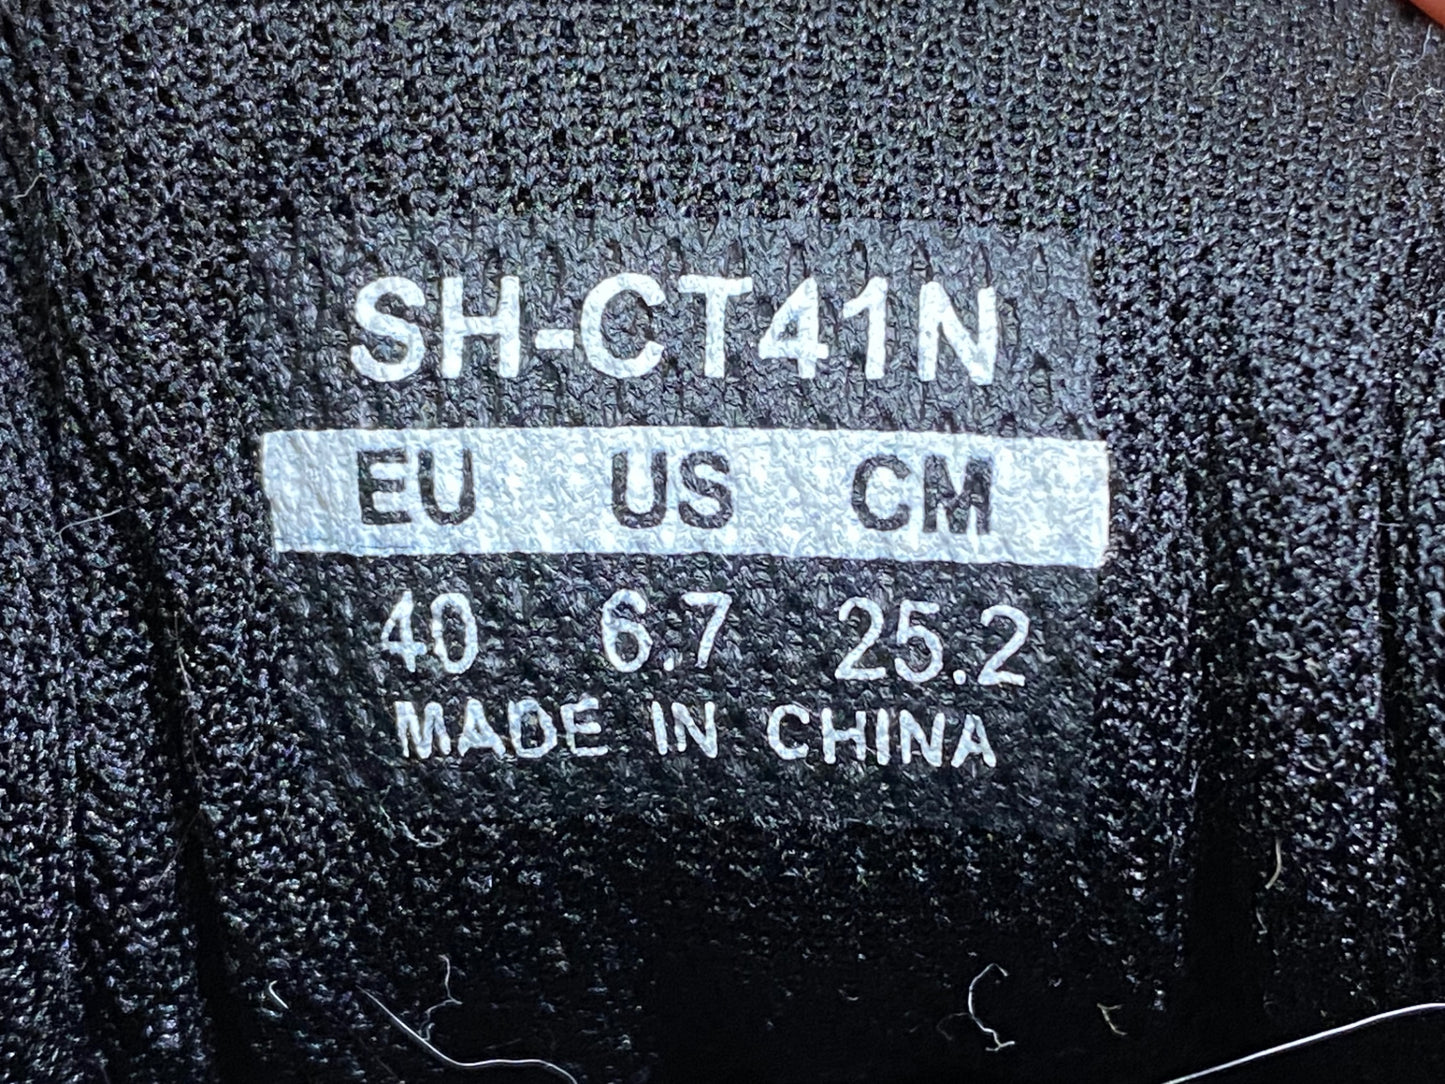 SH-CT41N
EU US CM
40 6.7 25.2
MADE IN CHINA